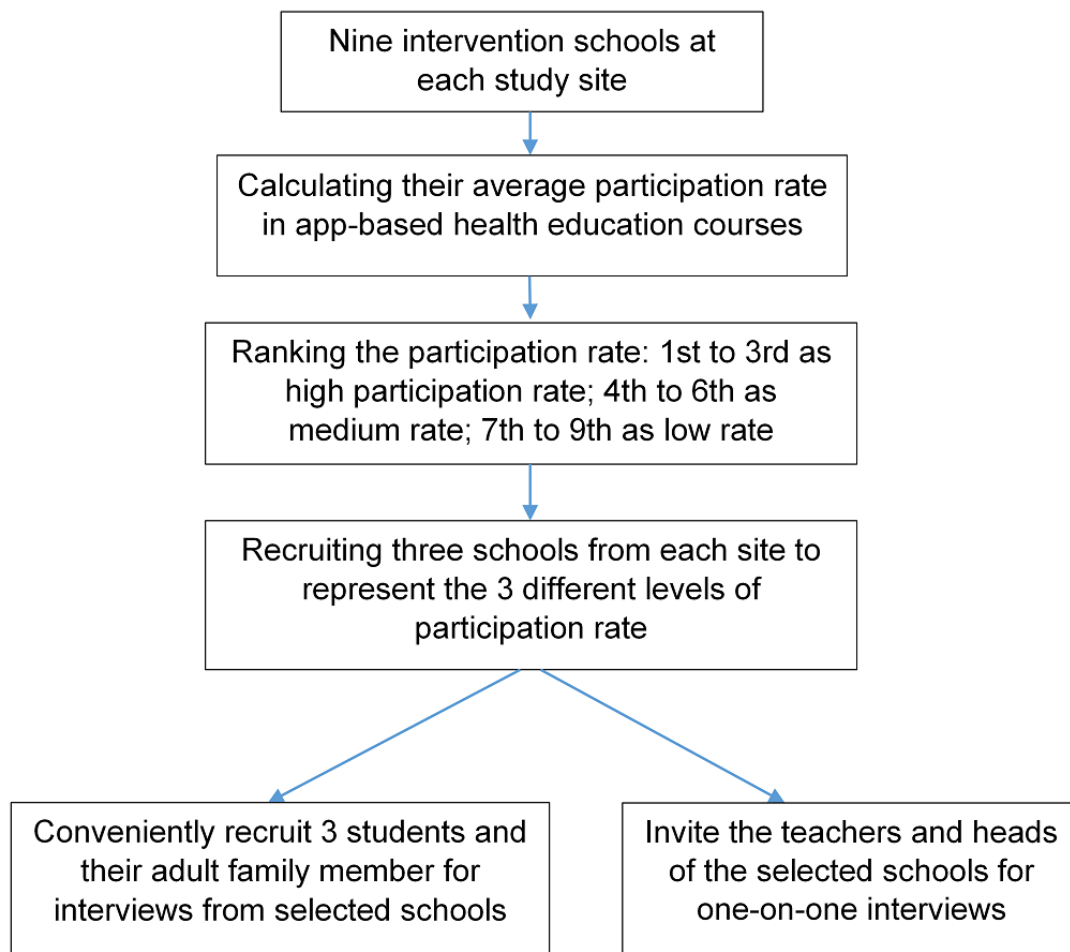 Nine intervention schools at
each study site
Calculating their average participation rate
in app-based health education courses
Ranking the participation rate: 1st to 3rd as
high participation rate; 4th to 6th as
medium rate; 7th to 9th as low rate
Recruiting three schools from each site to
represent the 3 different levels of
participation rate
Conveniently recruit 3 students and
their adult family member for
interviews from selected schools
Invite the teachers and heads
of the selected schools for
one-on-one interviews